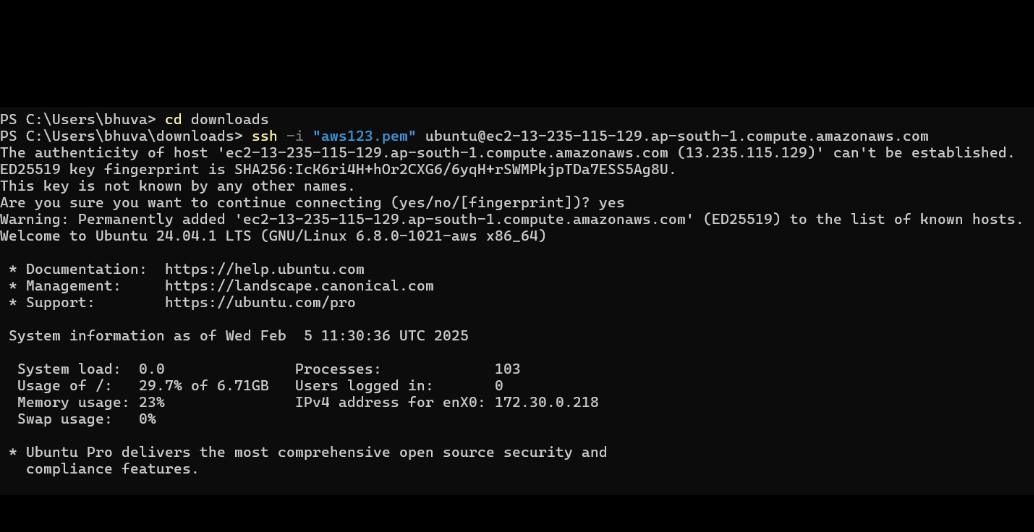 PS C:\Users\bhuva> cd downloads
PS C:\Users\bhuva\downloads> ssh -i "aws123.pem" ubuntu@ec2-13-235-115-129.ap-south-1.compute.amazonaws.com
The authenticity of host 'ec2-13-235-115-129.ap-south-1.compute.amazonaws.com (13.235.115.129)' can't be established.
ED25519 key fingerprint is SHA256:IcK6ri4H+hOr2CXG6/6yqH+rSWMPkjpTDa7ESS5Ag8U.
This key is not known by any other names.
Are you sure you want to continue connecting (yes/no/[fingerprint])? yes
Warning: Permanently added 'ec2-13-235-115-129.ap-south-1.compute.amazonaws.com' (ED25519) to the list of known hosts.
Welcome to Ubuntu 24.04.1 LTS (GNU/Linux 6.8.0-1021-aws x86_64)

 * Documentation:  https://help.ubuntu.com
 * Management:     https://landscape.canonical.com
 * Support:        https://ubuntu.com/pro

 System information as of Wed Feb  5 11:30:36 UTC 2025

  System load:  0.0               Processes:             103
  Usage of /:   29.7% of 6.71GB   Users logged in:       0
  Memory usage: 23%               IPv4 address for enX0: 172.30.0.218
  Swap usage:   0%

 * Ubuntu Pro delivers the most comprehensive open source security and
   compliance features.